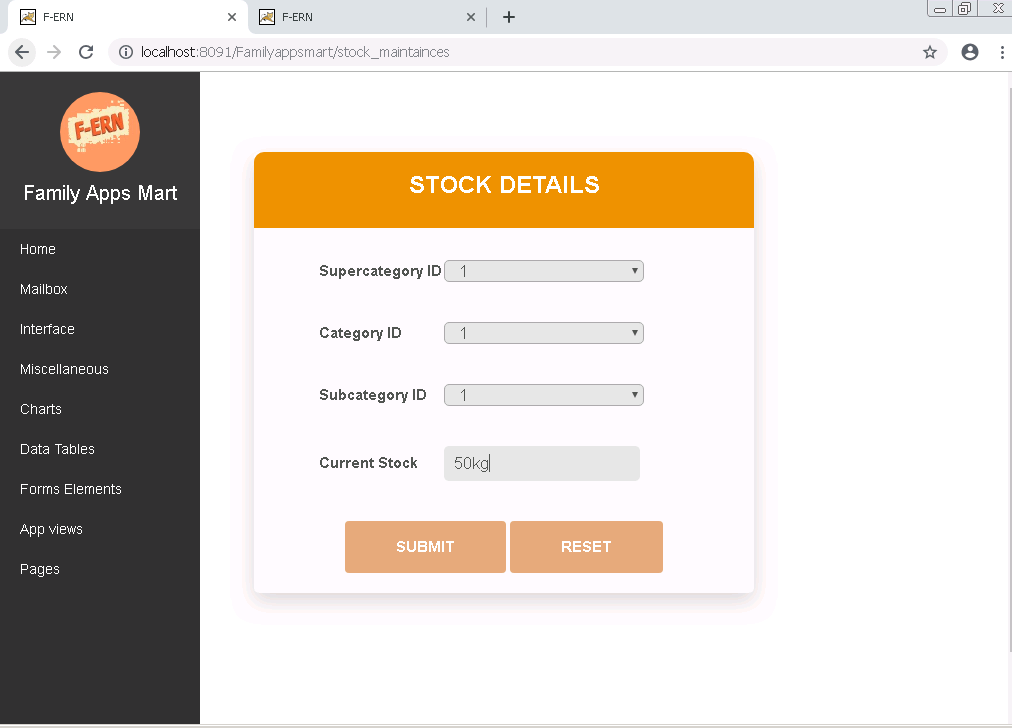 F-ERN
F-ERN
localhost:8091/Familyappsmart/stock_maintainces
F-ERN
Family Apps Mart
Home
Mailbox
Interface
Miscellaneous
Charts
Data Tables
Forms Elements
App views
Pages
STOCK DETAILS
Supercategory ID 1
Category ID 1
Subcategory ID 1
Current Stock 50kg
SUBMIT RESET